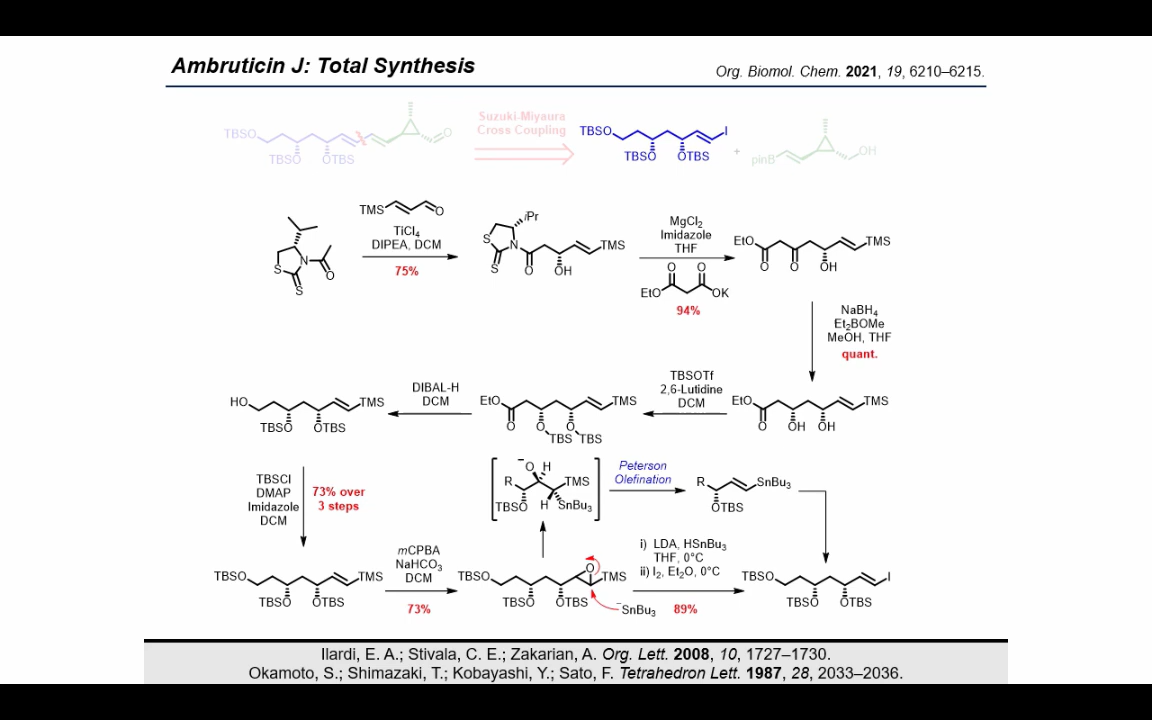 Ambruticin J: Total Synthesis
Org. Biomol. Chem. 2021, 19, 6210–6215.
TBSO
TBSO
OTBS
O
Suzuki-Miyaura
Cross Coupling
TBSO
TBSO
OTBS
I
+
pinB
OH
S
N
O
S
TMS
O
TiCl4
DIPEA, DCM
75%
iPr
S
N
S
O
OH
TMS
MgCl2
Imidazole
THF
O
O
EtO
OK
94%
EtO
O
O
OH
TMS
NaBH4
Et2BOMe
MeOH, THF
quant.
HO
TBSO
OTBS
TMS
DIBAL-H
DCM
EtO
O
O
O
TBS
TBS
TMS
TBSOTf
2,6-Lutidine
DCM
EtO
O
OH
OH
TMS
TBSCl
DMAP
Imidazole
DCM
73% over
3 steps
−O
H
R
TMS
TBSO
H
SnBu3
Peterson
Olefination
R
SnBu3
OTBS
TBSO
TBSO
OTBS
TMS
mCPBA
NaHCO3
DCM
73%
TBSO
TBSO
OTBS
O
TMS
−SnBu3
i) LDA, HSnBu3
THF, 0°C
ii) I2, Et2O, 0°C
89%
TBSO
TBSO
OTBS
I
Ilardi, E. A.; Stivala, C. E.; Zakarian, A. Org. Lett. 2008, 10, 1727–1730.
Okamoto, S.; Shimazaki, T.; Kobayashi, Y.; Sato, F. Tetrahedron Lett. 1987, 28, 2033–2036.